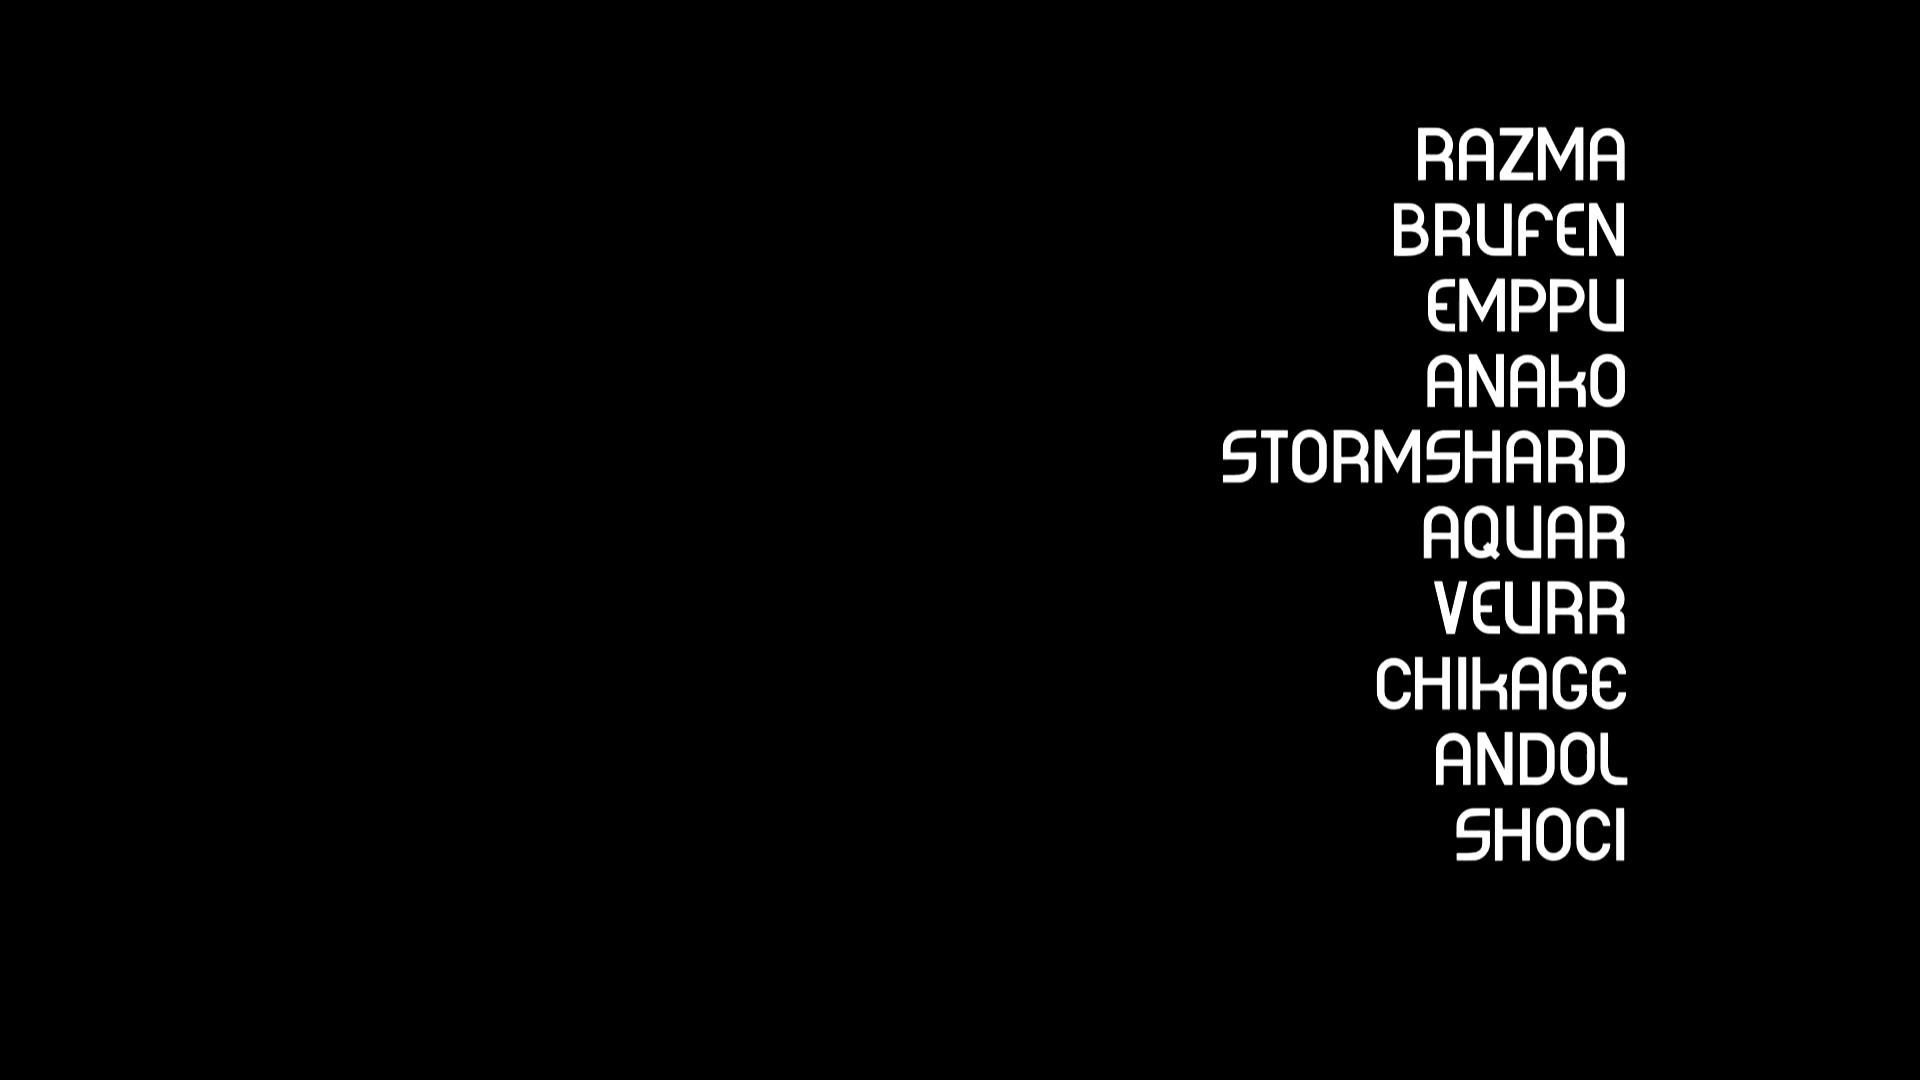 RAZMA
BRUFEN
EMPPU
ANAKO
STORMSHARD
AQUAR
VEURR
CHIKAGE
ANDOL
SHOCI